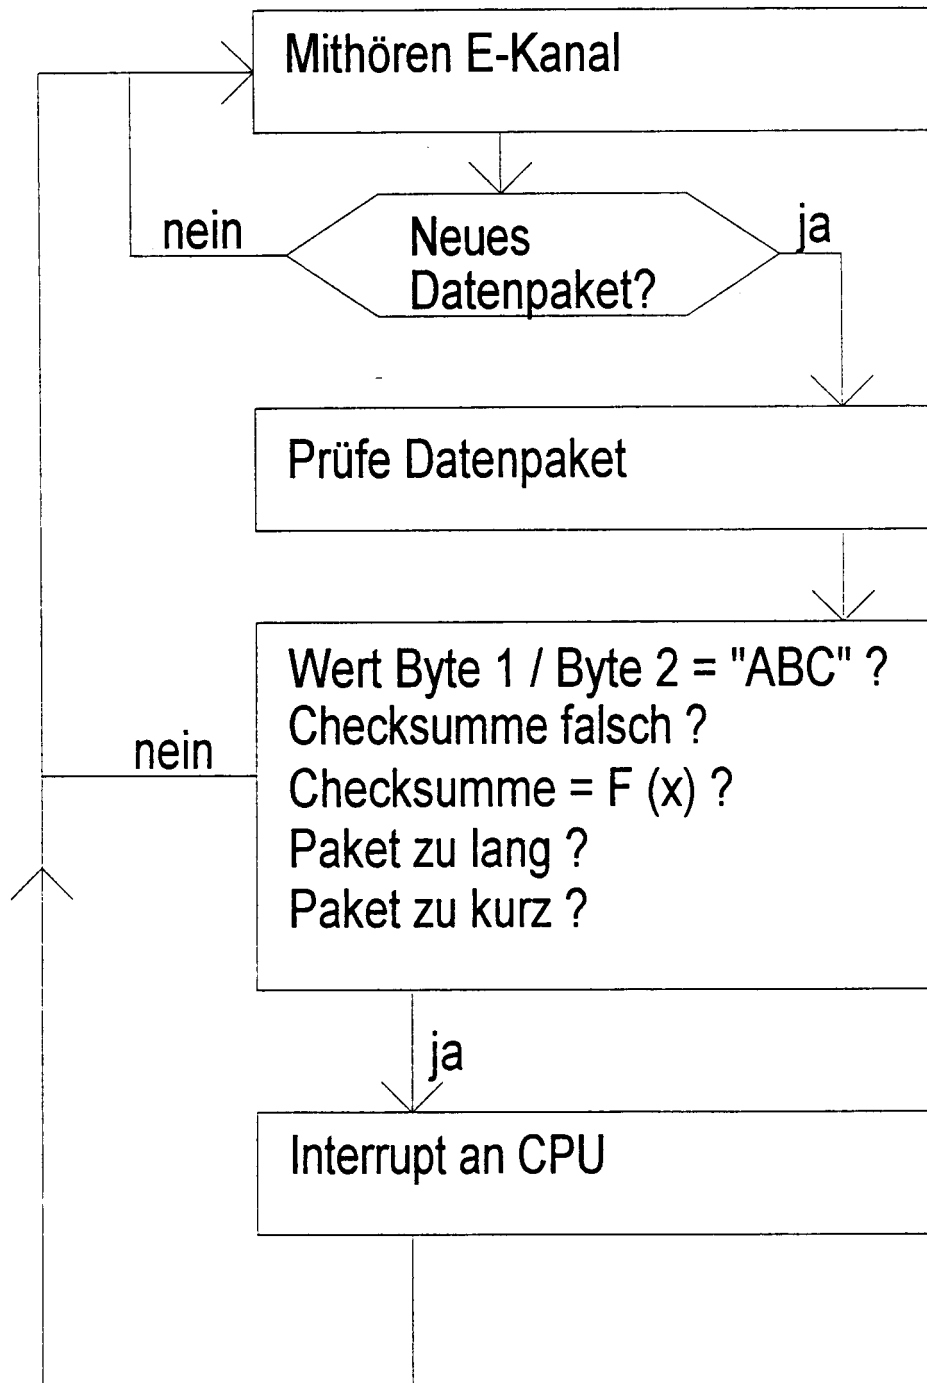 Mithören E-Kanal
nein
Neues
Datenpaket?
ja
Prüfe Datenpaket
Wert Byte 1 / Byte 2 = "ABC" ?
Checksumme falsch ?
nein
Checksumme = F (x) ?
Paket zu lang ?
Paket zu kurz ?
ja
Interrupt an CPU